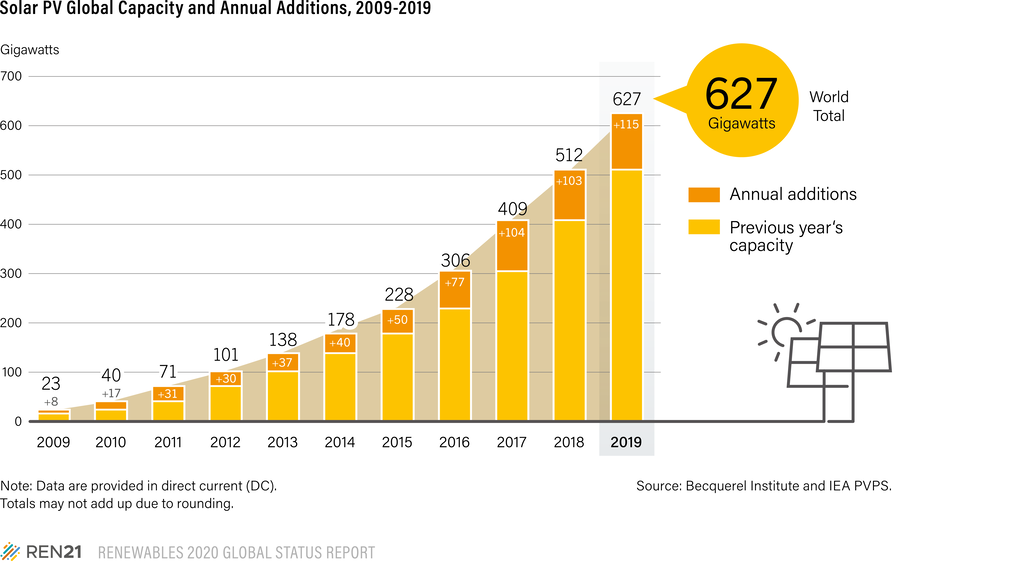 Solar PV Global Capacity and Annual Additions, 2009-2019
Gigawatts
700
600
500
400
300
200
100
0
23
+8
40
+17
71
+31
101
+30
138
+37
178
+40
228
+50
306
+77
409
+104
512
+103
627
+115
2009 2010 2011 2012 2013 2014 2015 2016 2017 2018 2019
627
Gigawatts
World
Total
Annual additions
Previous year's
capacity
Note: Data are provided in direct current (DC).
Totals may not add up due to rounding.
Source: Becquerel Institute and IEA PVPS.
REN21 RENEWABLES 2020 GLOBAL STATUS REPORT